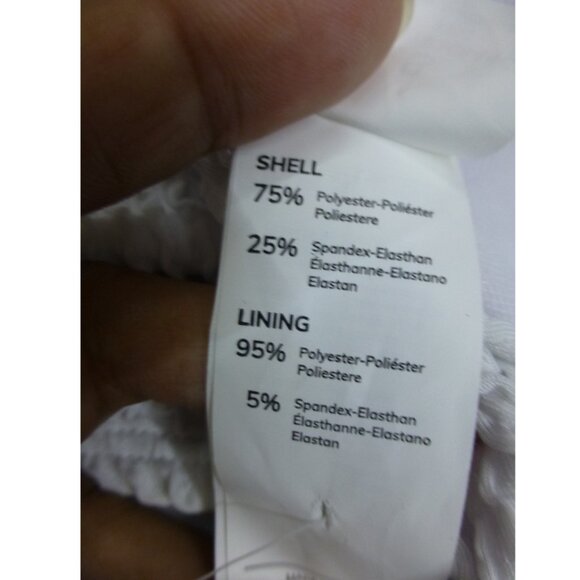 SHELL
75% Polyester-Poliéster
Poliestere
25% Spandex-Elasthan
Élasthanne-Elastano
Elastan
LINING
95% Polyester-Poliéster
Poliestere
5% Spandex-Elasthan
Élasthanne-Elastano
Elastan